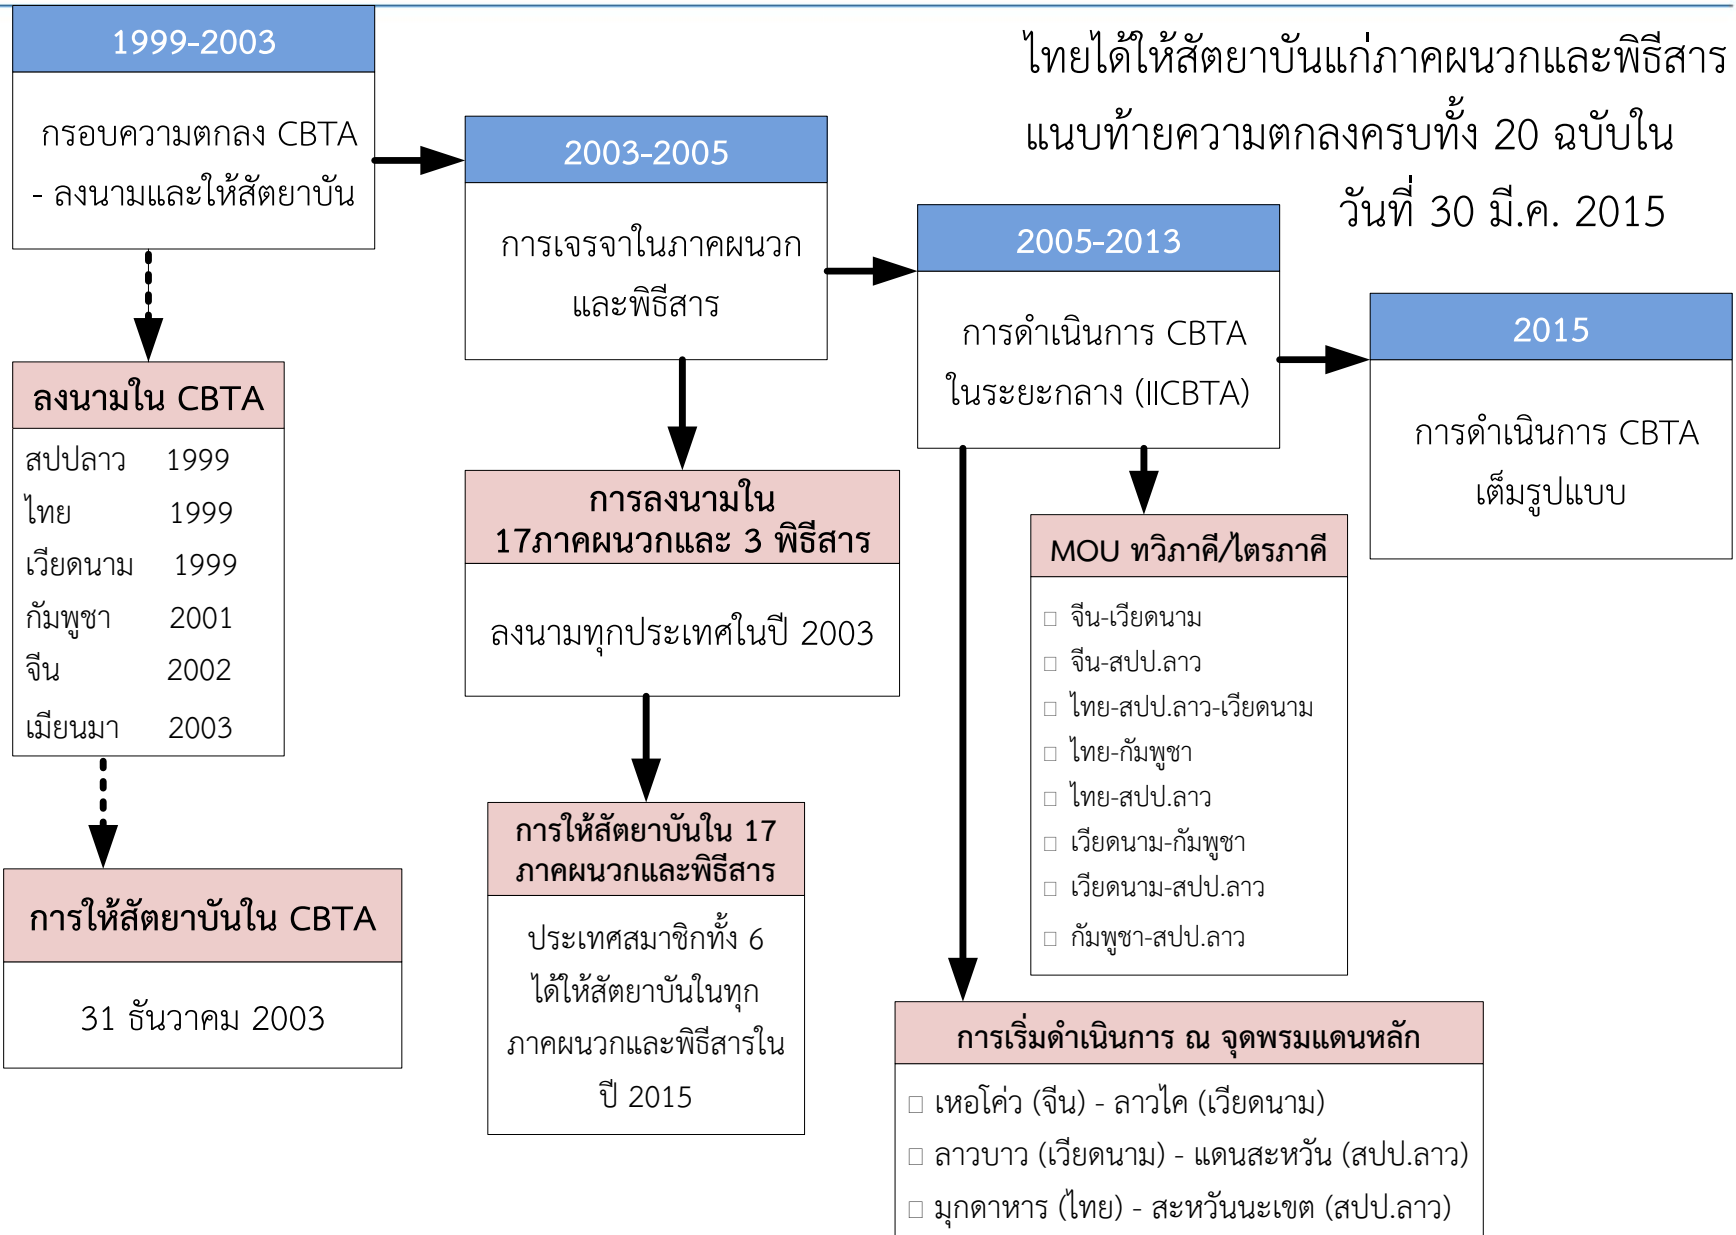 1999-2003
กรอบความตกลง CBTA
- ลงนามและให้สัตยาบัน
ไทยได้ให้สัตยาบันแก่ภาคผนวกและพิธีสาร
แนบท้ายความตกลงครบทั้ง 20 ฉบับใน
วันที่ 30 มี.ค. 2015
2003-2005
การเจรจาในภาคผนวก
และพิธีสาร
2005-2013
การดำเนินการ CBTA
ในระยะกลาง (IICBTA)
2015
การดำเนินการ CBTA
เต็มรูปแบบ
ลงนามใน CBTA
สปปลาว 1999
ไทย 1999
เวียดนาม 1999
กัมพูชา 2001
จีน 2002
เมียนมา 2003
การให้สัตยาบันใน CBTA
31 ธันวาคม 2003
การลงนามใน
17ภาคผนวกและ 3 พิธีสาร
ลงนามทุกประเทศในปี 2003
การให้สัตยาบันใน 17
ภาคผนวกและพิธีสาร
ประเทศสมาชิกทั้ง 6
ได้ให้สัตยาบันในทุก
ภาคผนวกและพิธีสารใน
ปี 2015
MOU ทวิภาคี/ไตรภาคี
□ จีน-เวียดนาม
□ จีน-สปป.ลาว
□ ไทย-สปป.ลาว-เวียดนาม
□ ไทย-กัมพูชา
□ ไทย-สปป.ลาว
□ เวียดนาม-กัมพูชา
□ เวียดนาม-สปป.ลาว
□ กัมพูชา-สปป.ลาว
การเริ่มดำเนินการ ณ จุดพรมแดนหลัก
□ เหอโค่ว (จีน) - ลาวไค (เวียดนาม)
□ ลาวบาว (เวียดนาม) - แดนสะหวัน (สปป.ลาว)
□ มุกดาหาร (ไทย) - สะหวันนะเขต (สปป.ลาว)